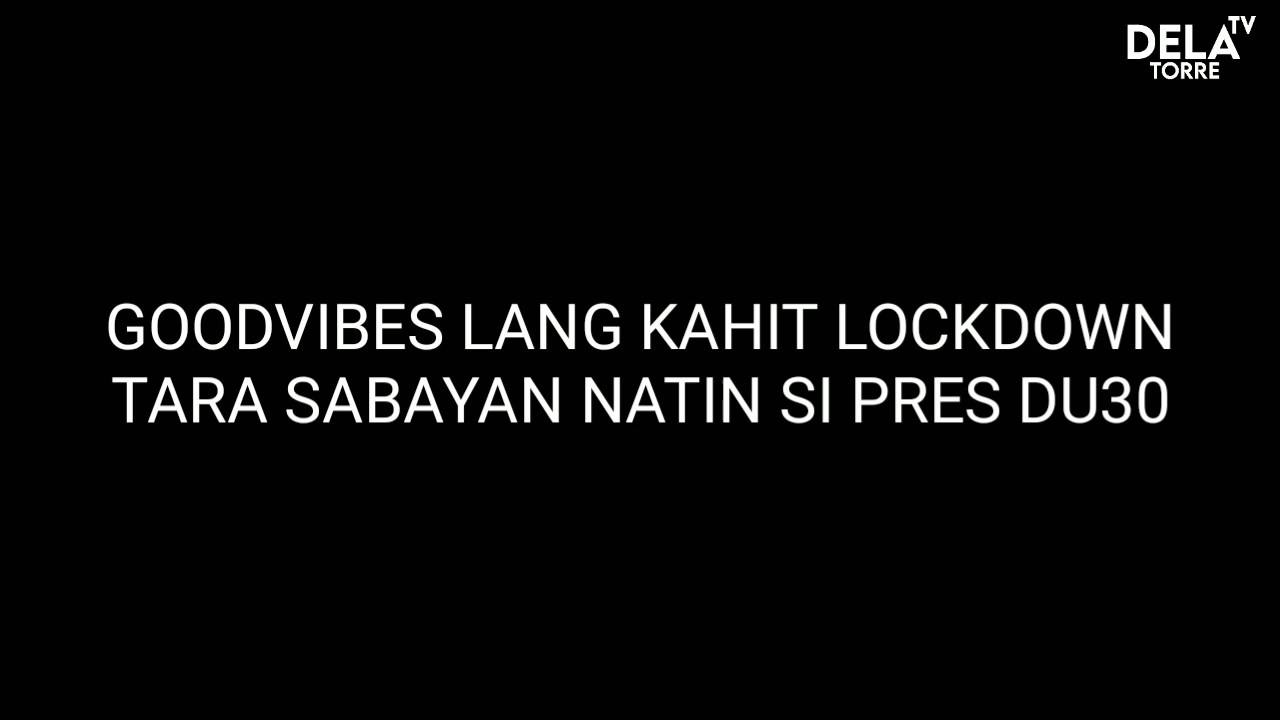 DELA TV
TORRE
GOODVIBES LANG KAHIT LOCKDOWN
TARA SABAYAN NATIN SI PRES DU30